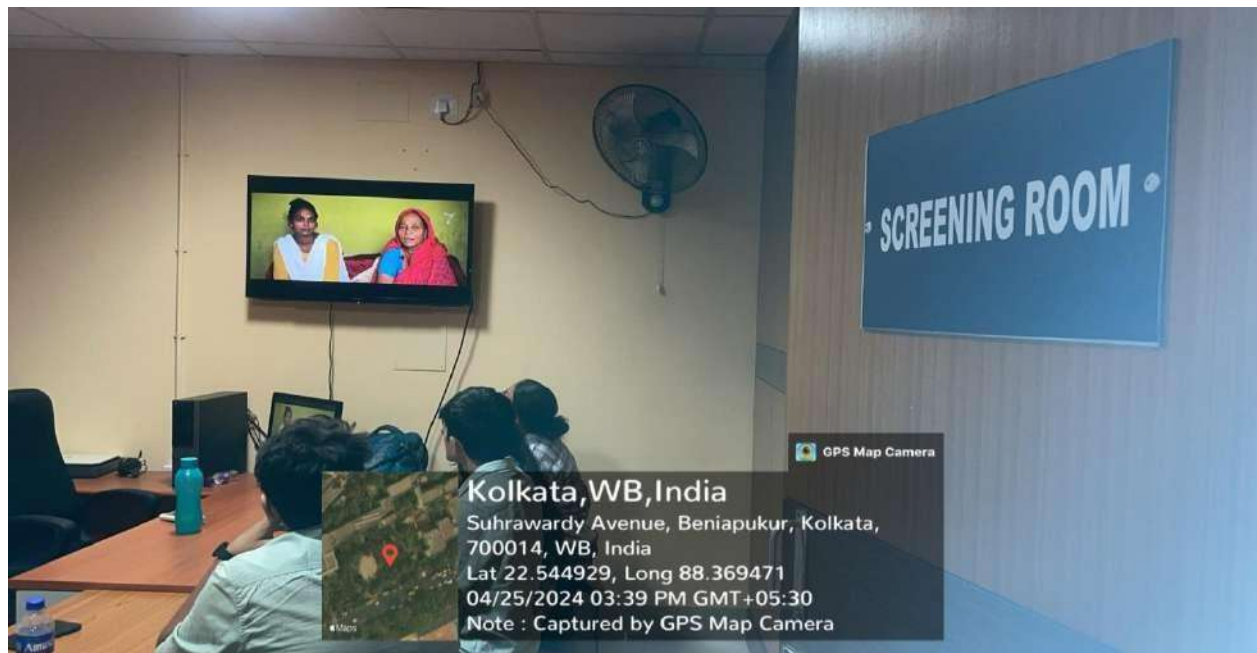 SCREENING ROOM
GPS Map Camera
Kolkata,WB,India
Suhrawardy Avenue, Beniapukur, Kolkata,
700014, WB, India
Lat 22.544929, Long 88.369471
04/25/2024 03:39 PM GMT+05:30
Note : Captured by GPS Map Camera
Maps